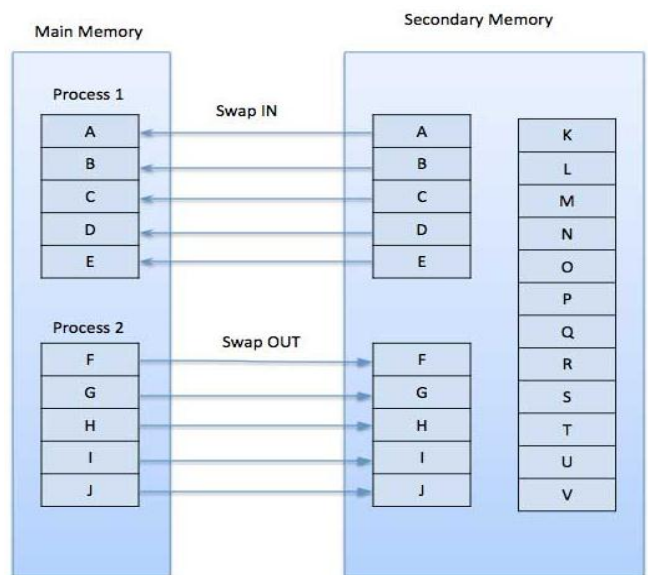 Main Memory
Secondary Memory
Process 1
Swap IN
A
B
C
D
E
A
B
C
D
E
Process 2
Swap OUT
F
G
H
I
J
F
G
H
I
J
K
L
M
N
O
P
Q
R
S
T
U
V